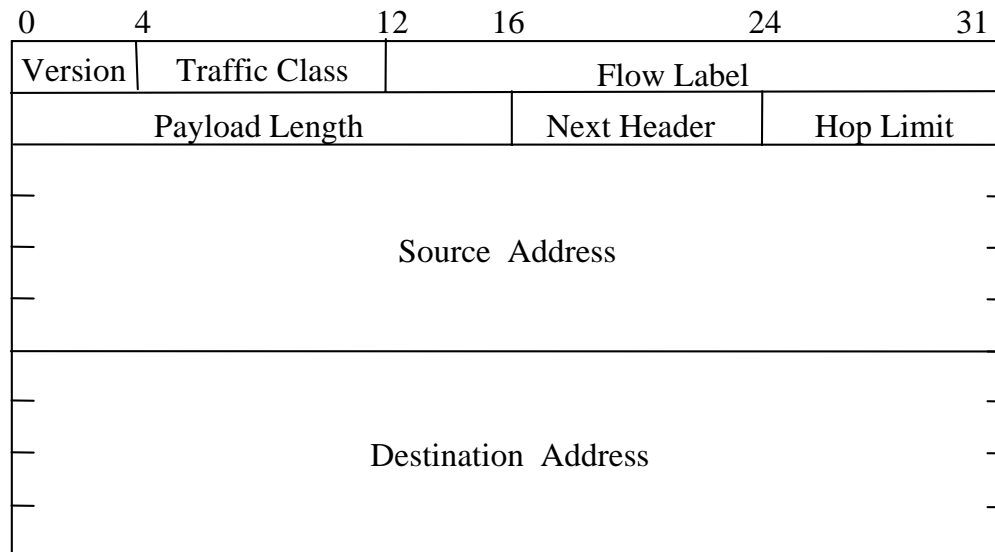 0 4 12 16 24 31
Version Traffic Class Flow Label
Payload Length Next Header Hop Limit
Source Address
Destination Address